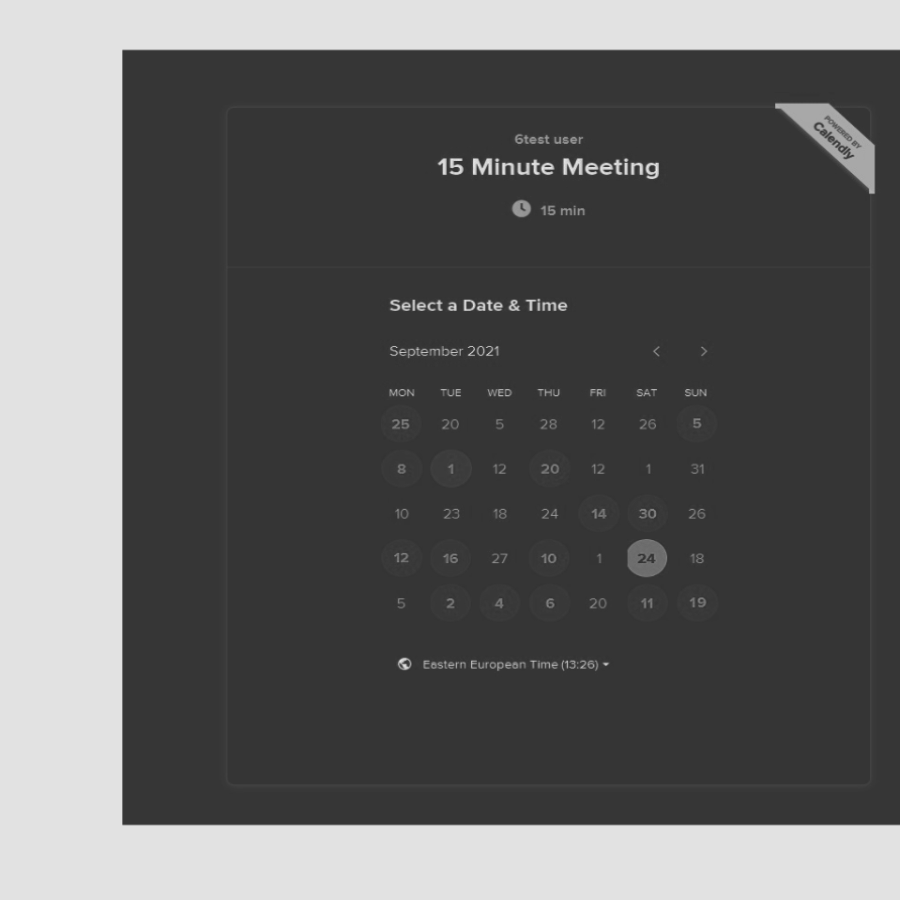 POWERED BY
Calendly
6test user
15 Minute Meeting
15 min
Select a Date & Time
September 2021
MON TUE WED THU FRI SAT SUN
25 20 5 28 12 26 5
8 1 12 20 12 1 31
10 23 18 24 14 30 26
12 16 27 10 1 24 18
5 2 4 6 20 11 19
Eastern European Time (13:26)